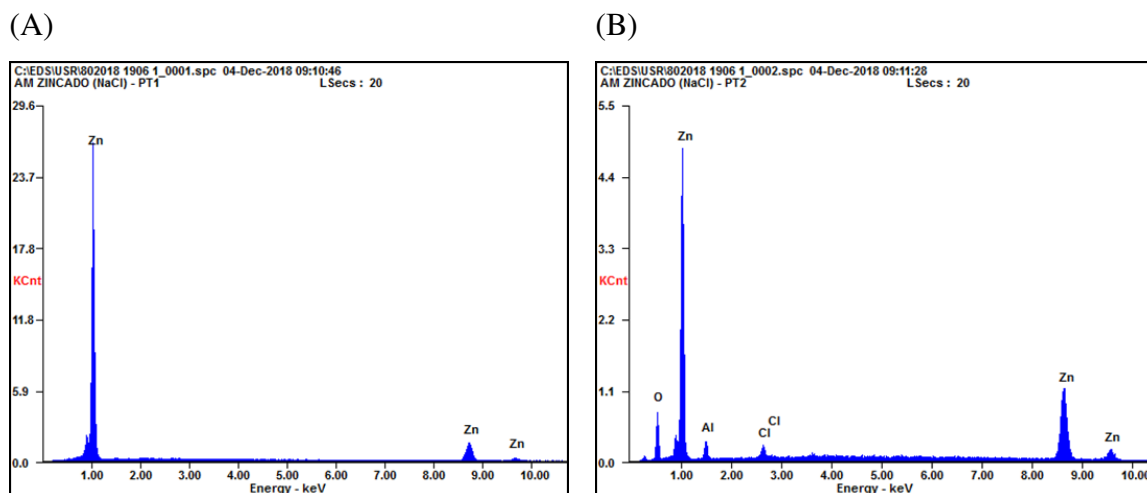 (A)
(B)
C:\EDS\USR\802018 1906 1_0001.spc 04-Dec-2018 09:10:46
AM ZINCADO (NaCl) - PT1 LSecs : 20
29.6
23.7
17.8
KCnt
11.8
5.9
0.0
Zn
Zn
Zn
1.00 2.00 3.00 4.00 5.00 6.00 7.00 8.00 9.00 10.00
Energy - keV
C:\EDS\USR\802018 1906 1_0002.spc 04-Dec-2018 09:11:28
AM ZINCADO (NaCl) - PT2 LSecs : 20
5.5
4.4
3.3
KCnt
2.2
1.1
0.0
O
Zn
Al
Cl
Cl
Zn
Zn
1.00 2.00 3.00 4.00 5.00 6.00 7.00 8.00 9.00 10.00
Energy - keV